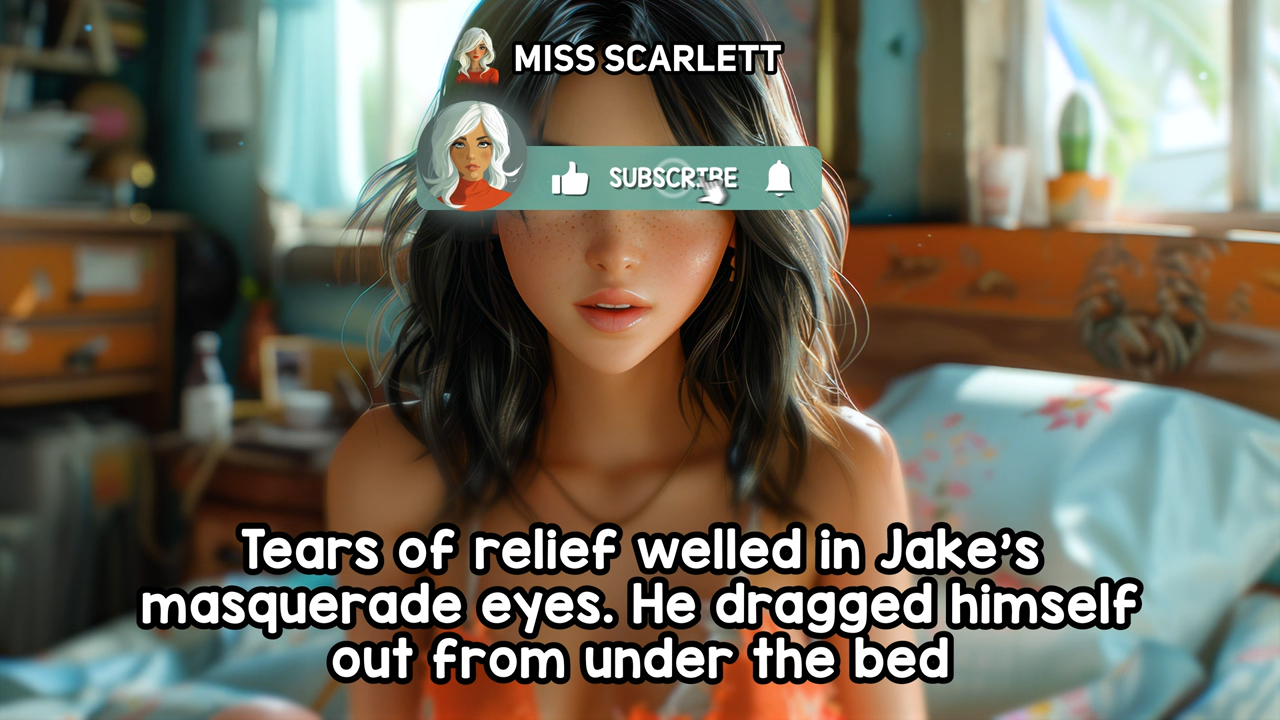 MISS SCARLETT
SUBSCRIBE
Tears of relief welled in Jake's
masquerade eyes. He dragged himself
out from under the bed